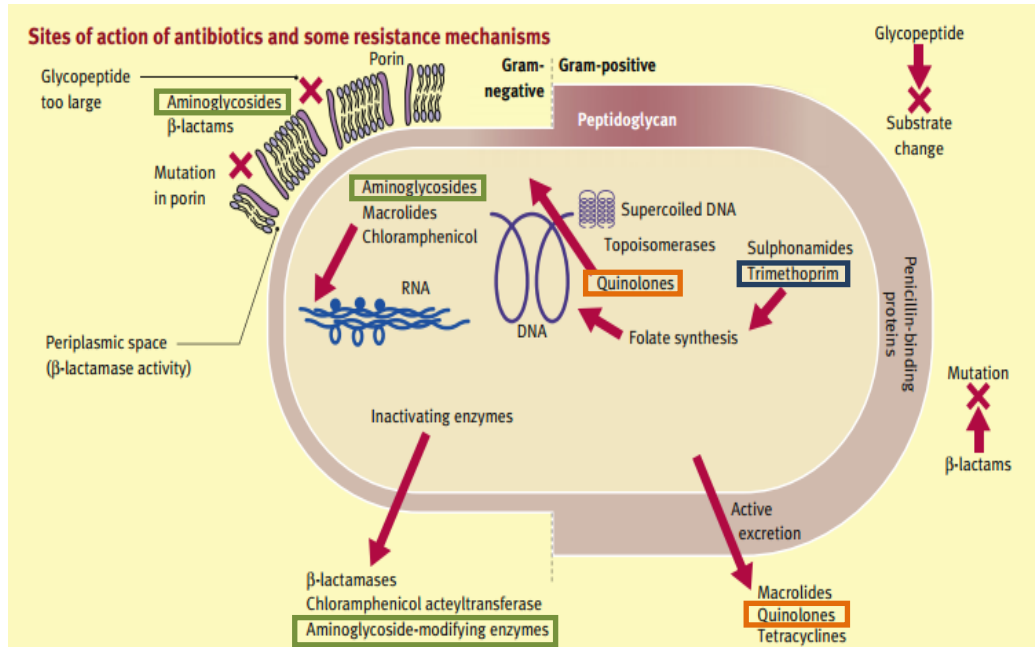 Sites of action of antibiotics and some resistance mechanisms
Glycopeptide
too large
Aminoglycosides
β-lactams
Mutation
in porin
Porin
Gram-
negative
Gram-positive
Peptidoglycan
Glycopeptide
Substrate
change
Aminoglycosides
Macrolides
Chloramphenicol
RNA
DNA
Supercoiled DNA
Topoisomerases
Quinolones
Sulphonamides
Trimethoprim
Folate synthesis
Penicillin-binding
proteins
Periplasmic space
(β-lactamase activity)
Mutation
β-lactams
Inactivating enzymes
Active
excretion
β-lactamases
Chloramphenicol acteyltransferase
Aminoglycoside-modifying enzymes
Macrolides
Quinolones
Tetracyclines